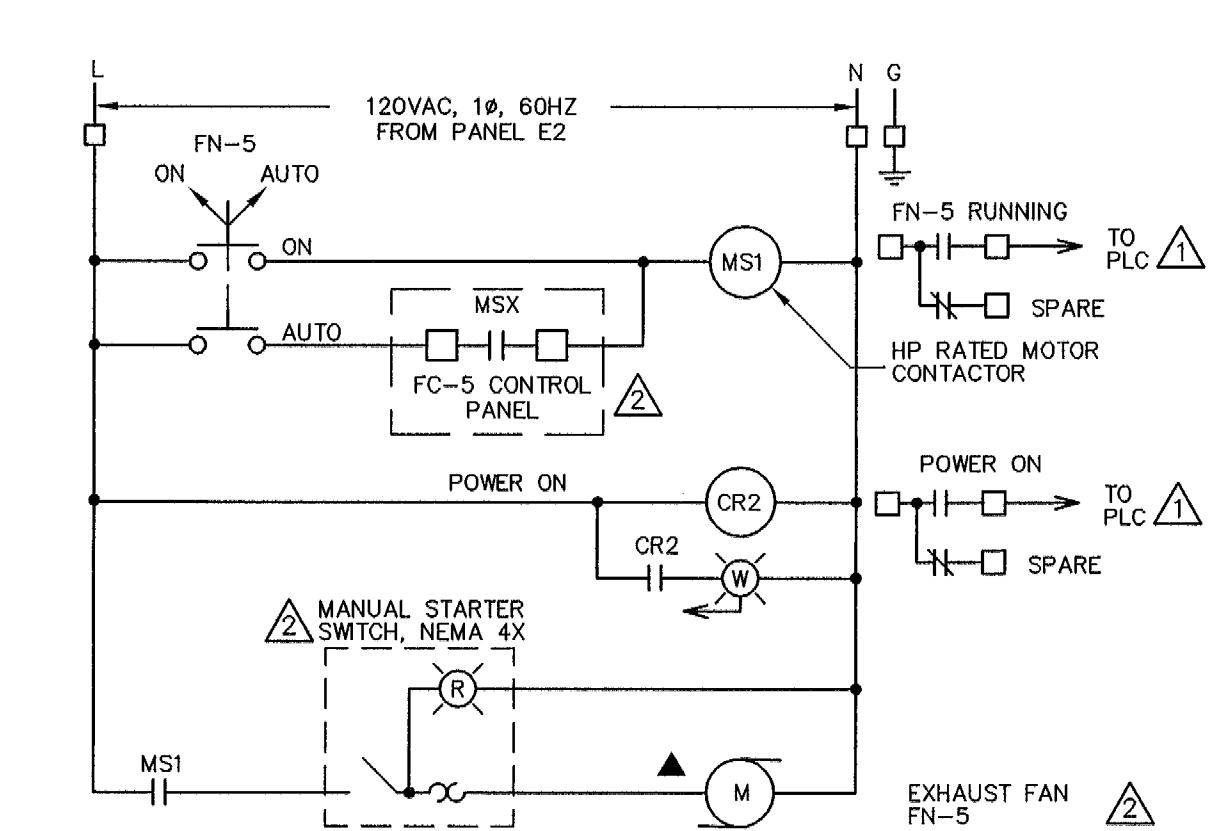 L
N G
120VAC, 1ø, 60HZ
FROM PANEL E2
FN-5
ON AUTO
ON
MS1
FN-5 RUNNING
TO
PLC 1
SPARE
AUTO
MSX
FC-5 CONTROL
PANEL
2
HP RATED MOTOR
CONTACTOR
POWER ON
CR2
POWER ON
TO
PLC 1
SPARE
CR2
W
2 MANUAL STARTER
SWITCH, NEMA 4X
R
MS1
M
EXHAUST FAN
FN-5
2